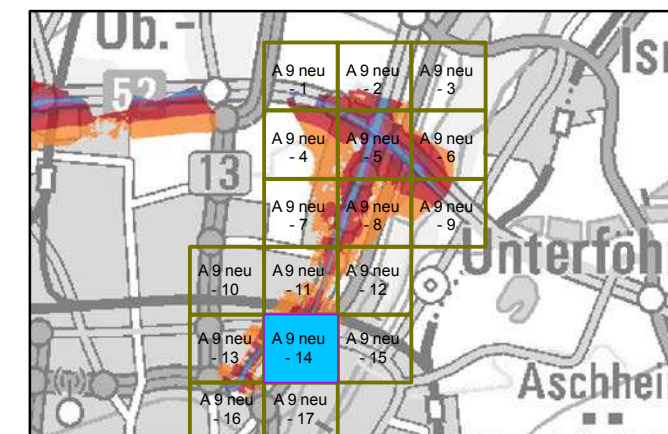 Ob.-
Isr
52
13
A 9 neu
- 1
A 9 neu
- 2
A 9 neu
- 3
A 9 neu
- 4
A 9 neu
- 5
A 9 neu
- 6
A 9 neu
- 7
A 9 neu
- 8
A 9 neu
- 9
Unterföh
A 9 neu
- 10
A 9 neu
- 11
A 9 neu
- 12
A 9 neu
- 13
A 9 neu
- 14
A 9 neu
- 15
Aschhei
A 9 neu
- 16
A 9 neu
- 17